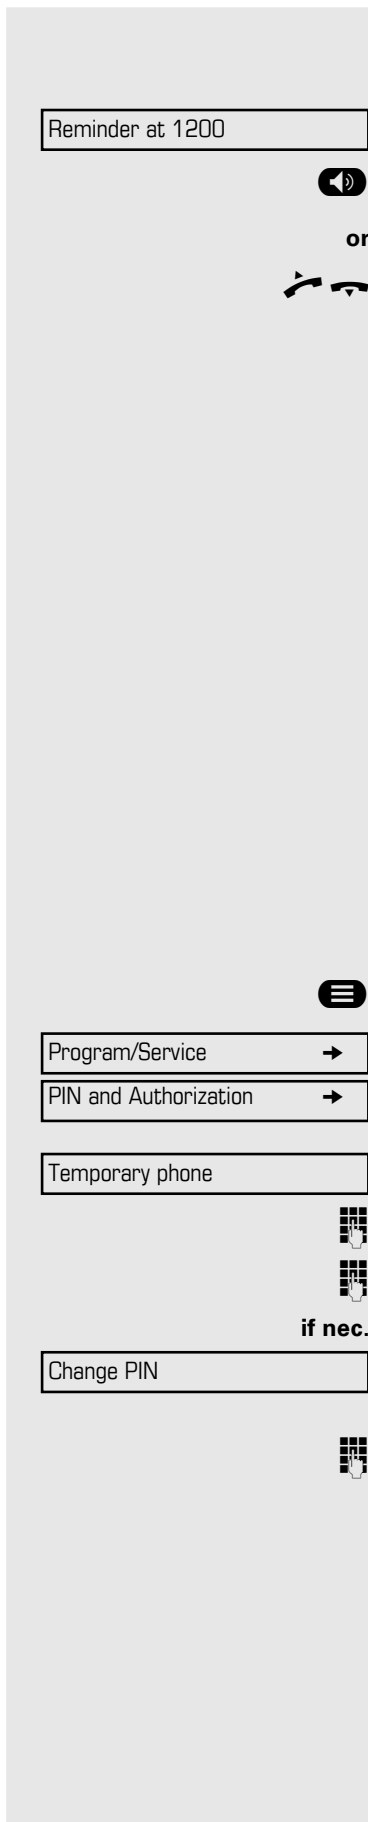 Reminder at 1200
or
Program/Service
PIN and Authorization
Temporary phone
if nec.
Change PIN